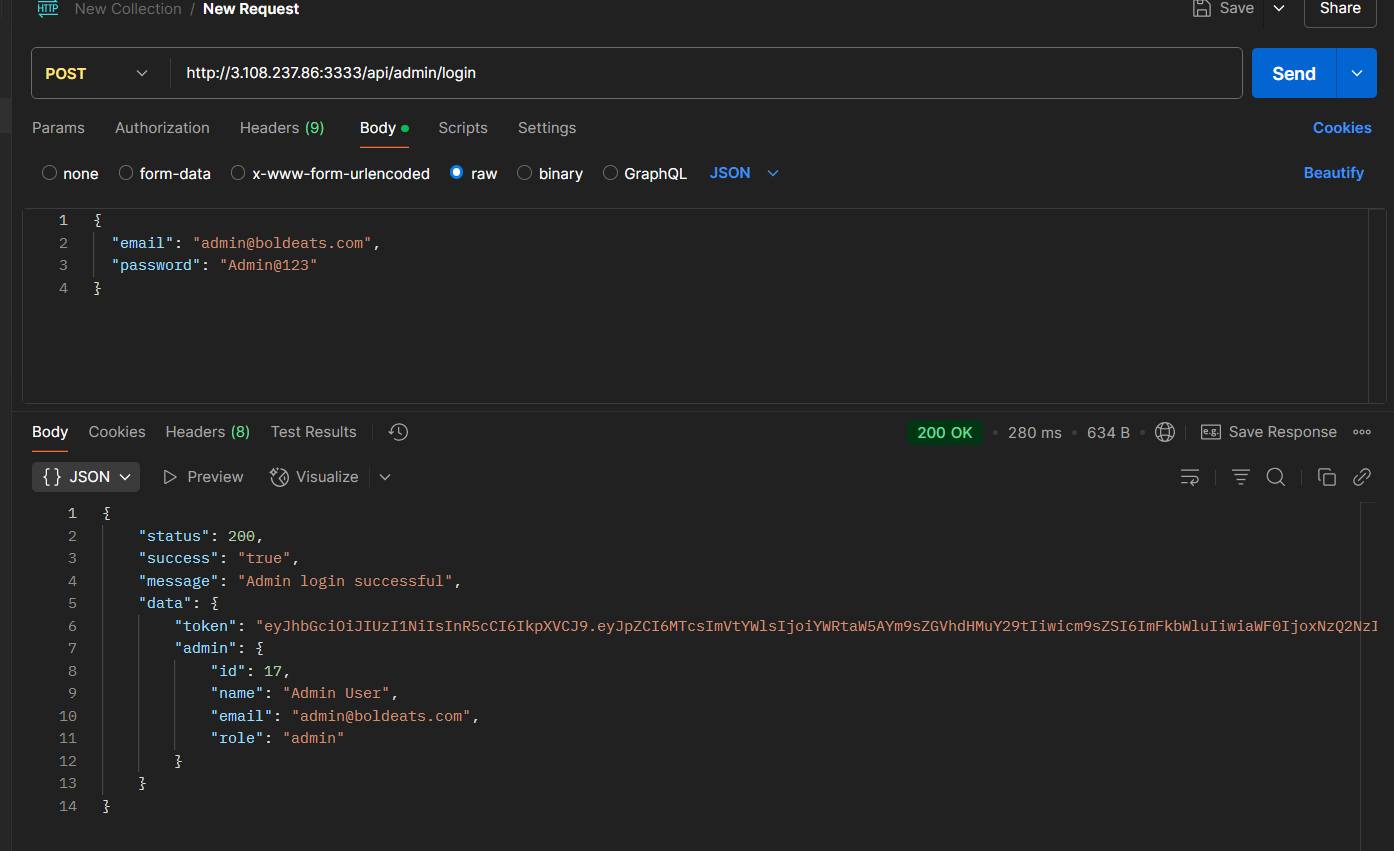 HTTP New Collection / New Request Save Share
POST http://3.108.237.86:3333/api/admin/login Send
Params Authorization Headers (9) Body Scripts Settings Cookies
none form-data x-www-form-urlencoded raw binary GraphQL JSON Beautify
1 {
2 "email": "admin@boldeats.com",
3 "password": "Admin@123"
4 }
Body Cookies Headers (8) Test Results 200 OK • 280 ms • 634 B • e.g. Save Response
{} JSON Preview Visualize
1 {
2 "status": 200,
3 "success": "true",
4 "message": "Admin login successful",
5 "data": {
6 "token": "eyJhbGciOiJIUzI1NiIsInR5cCI6IkpXVCJ9.eyJpZCI6MTcsImVtYWlsIjoiYWRtaW5AYm9sZGVhdHMuY29tIiwicm9sZSI6ImFkbWluIiwiaWF0IjoxNzQ2NzI
7 "admin": {
8 "id": 17,
9 "name": "Admin User",
10 "email": "admin@boldeats.com",
11 "role": "admin"
12 }
13 }
14 }